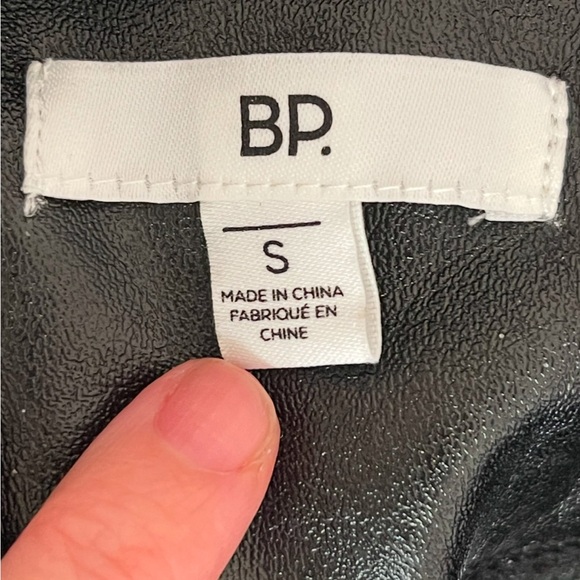 BP.
S
MADE IN CHINA
FABRIQUÉ EN
CHINE